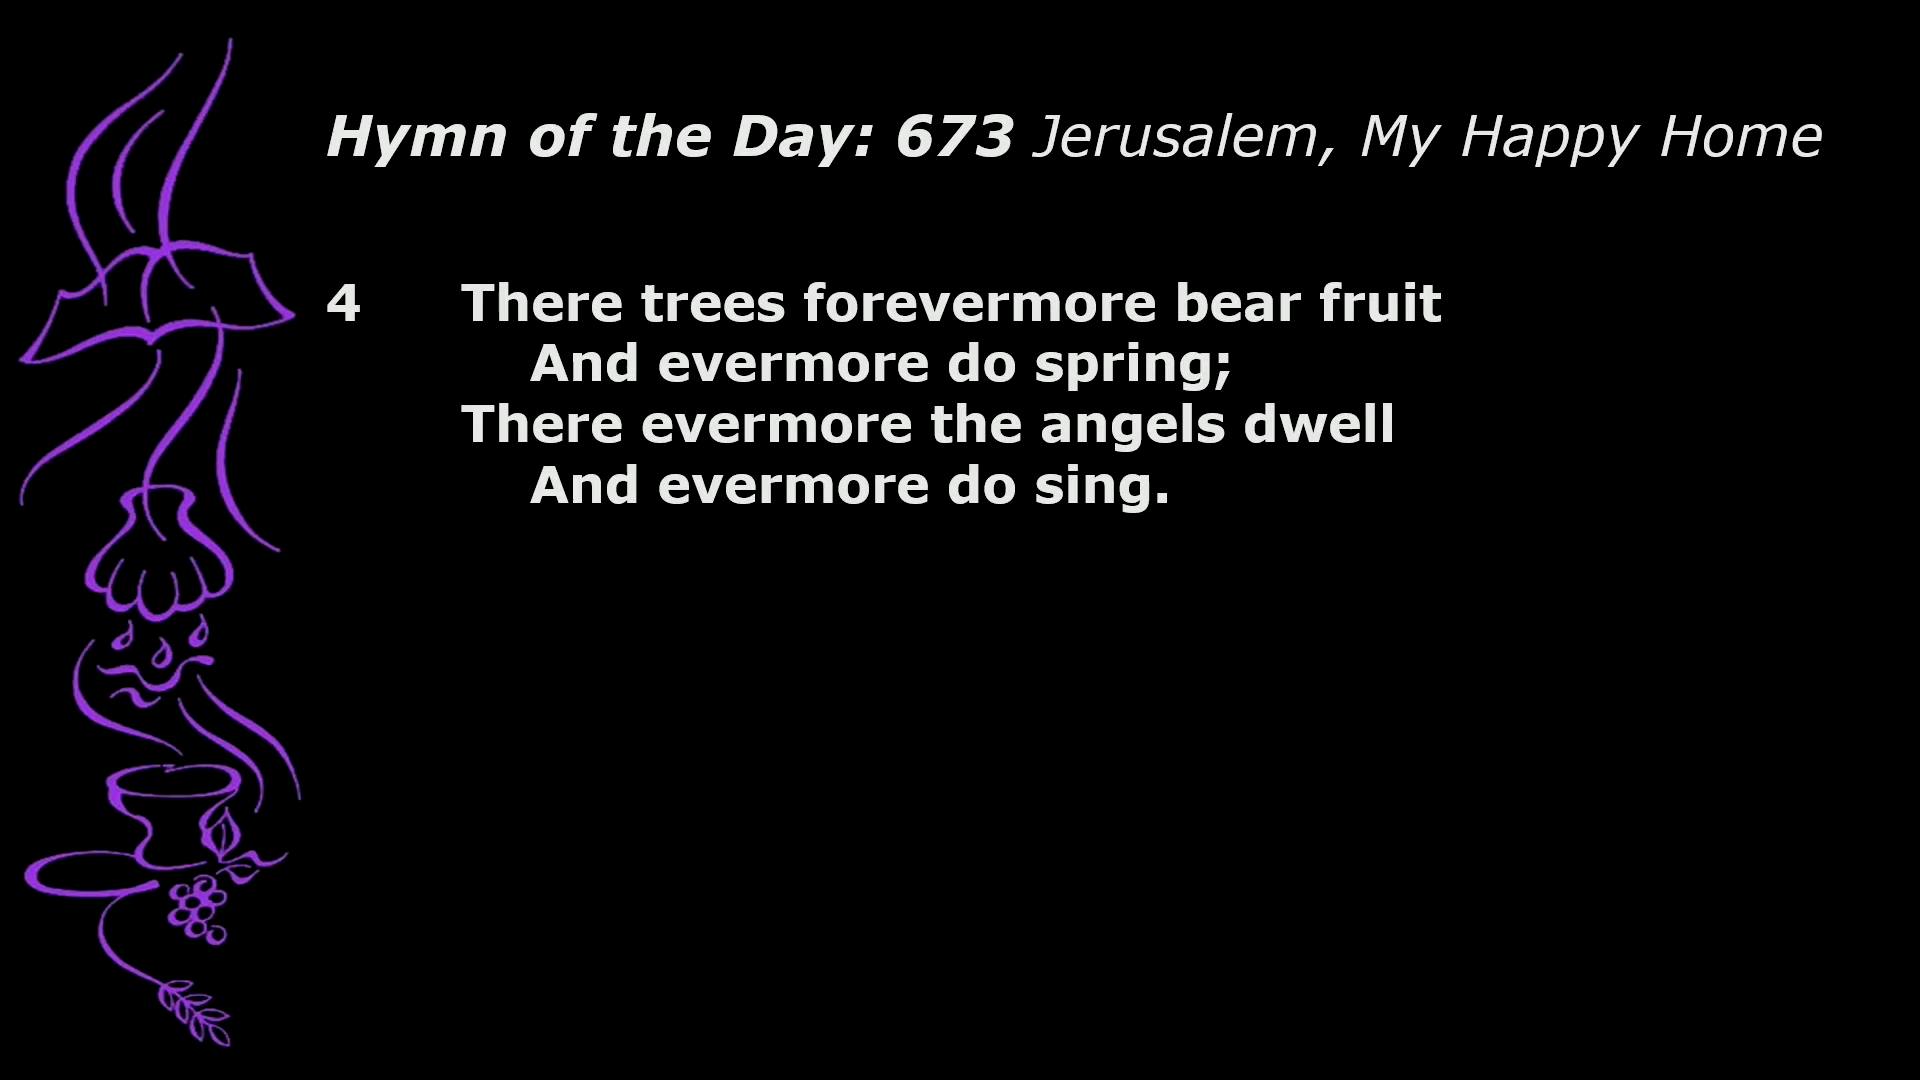 Hymn of the Day: 673 Jerusalem, My Happy Home
4 There trees forevermore bear fruit
And evermore do spring;
There evermore the angels dwell
And evermore do sing.